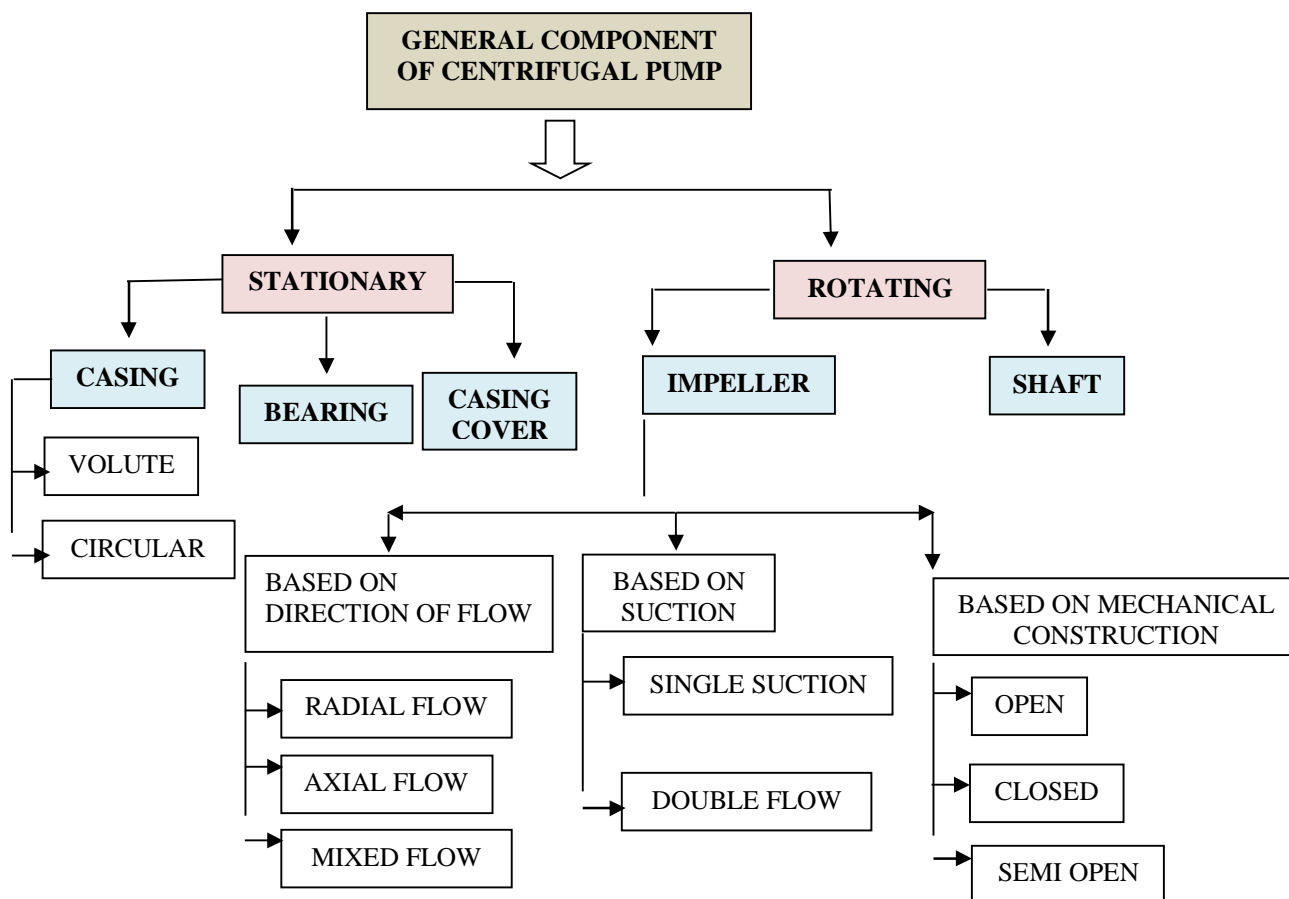 GENERAL COMPONENT
OF CENTRIFUGAL PUMP
STATIONARY
ROTATING
CASING
BEARING
CASING
COVER
IMPELLER
SHAFT
VOLUTE
CIRCULAR
BASED ON
DIRECTION OF FLOW
BASED ON
SUCTION
BASED ON MECHANICAL
CONSTRUCTION
RADIAL FLOW
AXIAL FLOW
MIXED FLOW
SINGLE SUCTION
DOUBLE FLOW
OPEN
CLOSED
SEMI OPEN